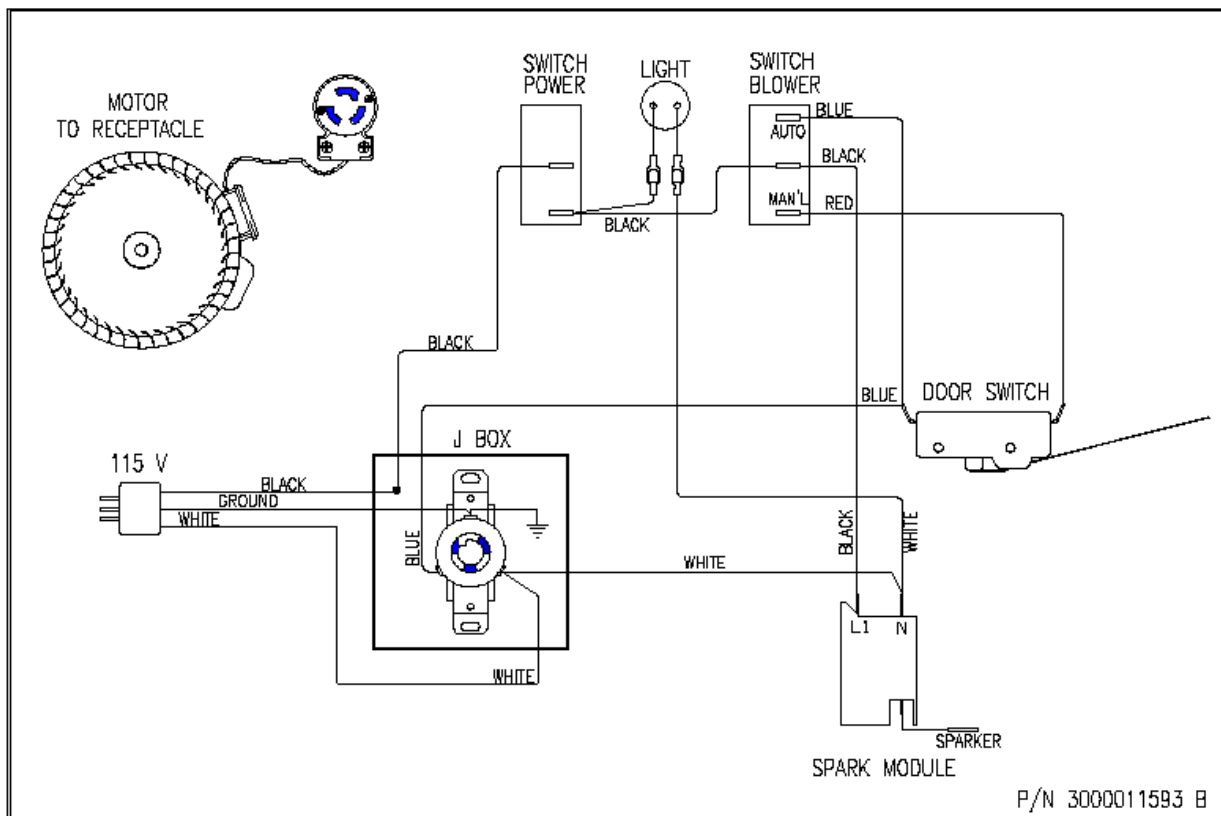 SWITCH
POWER
LIGHT
SWITCH
BLOWER
MOTOR
TO RECEPTACLE
BLUE
AUTO
BLACK
MAN'L
RED
BLACK
BLACK
BLUE
DOOR SWITCH
J BOX
115 V
BLACK
GROUND
WHITE
BLUE
BLACK
WHITE
WHITE
L1
N
WHITE
SPARKER
SPARK MODULE
P/N 3000011593 B